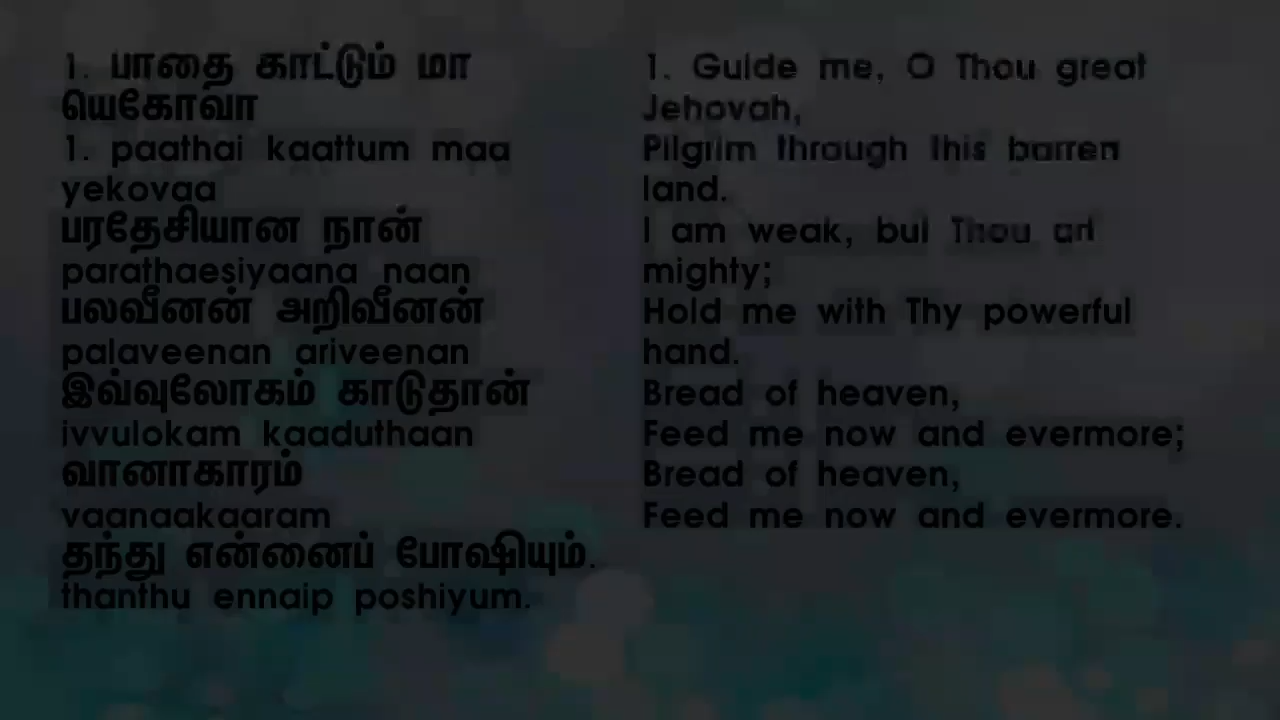 1. பாதை காட்டும் மா
யெகோவா
1. paathai kaattum maa
yekovaa
பரதேசியான நான்
parathaesiyaana naan
பலவீனன் அறிவீனன்
palaveenan ariveenan
இவ்வுலோகம் காடுதான்
ivvulokam kaaduthaan
வானாகாரம்
vaanaakaaram
தந்து என்னைப் போஷியும்.
thanthu ennaip poshiyum.
1. Guide me, O Thou great
Jehovah,
Pilgrim through this barren
land.
I am weak, but Thou art
mighty;
Hold me with Thy powerful
hand.
Bread of heaven,
Feed me now and evermore;
Bread of heaven,
Feed me now and evermore.